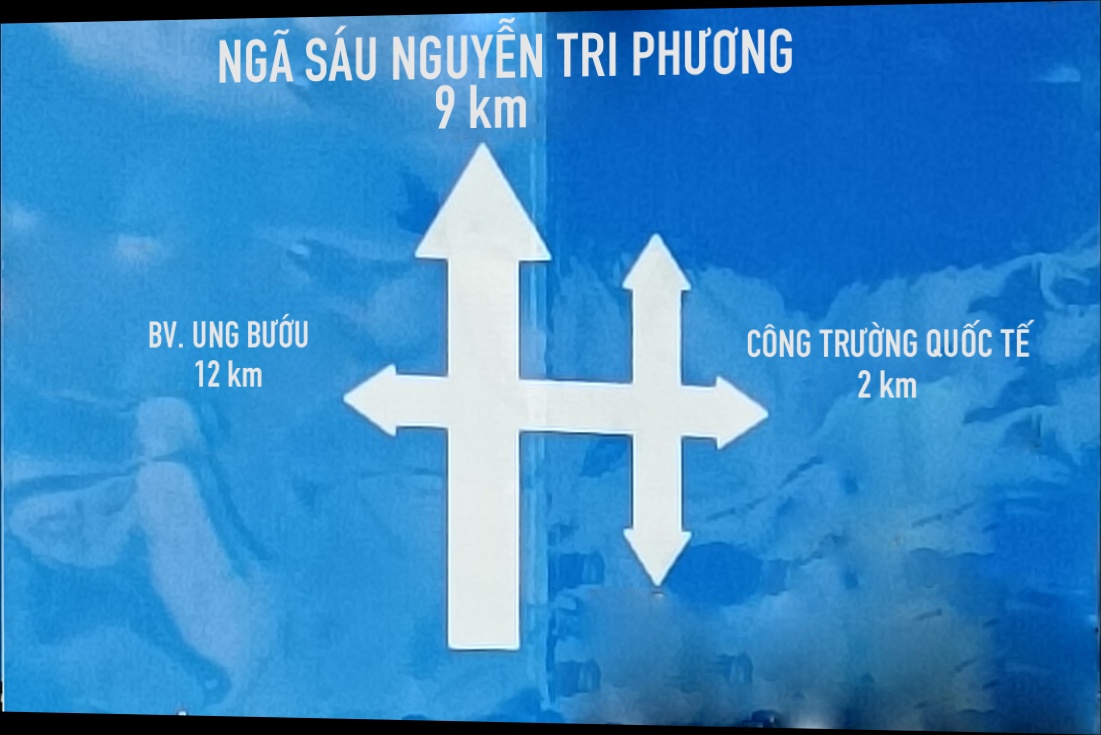 NGÃ SÁU NGUYỄN TRI PHƯƠNG
9 km
BV. UNG BƯỚU
12 km
CÔNG TRƯỜNG QUỐC TẾ
2 km